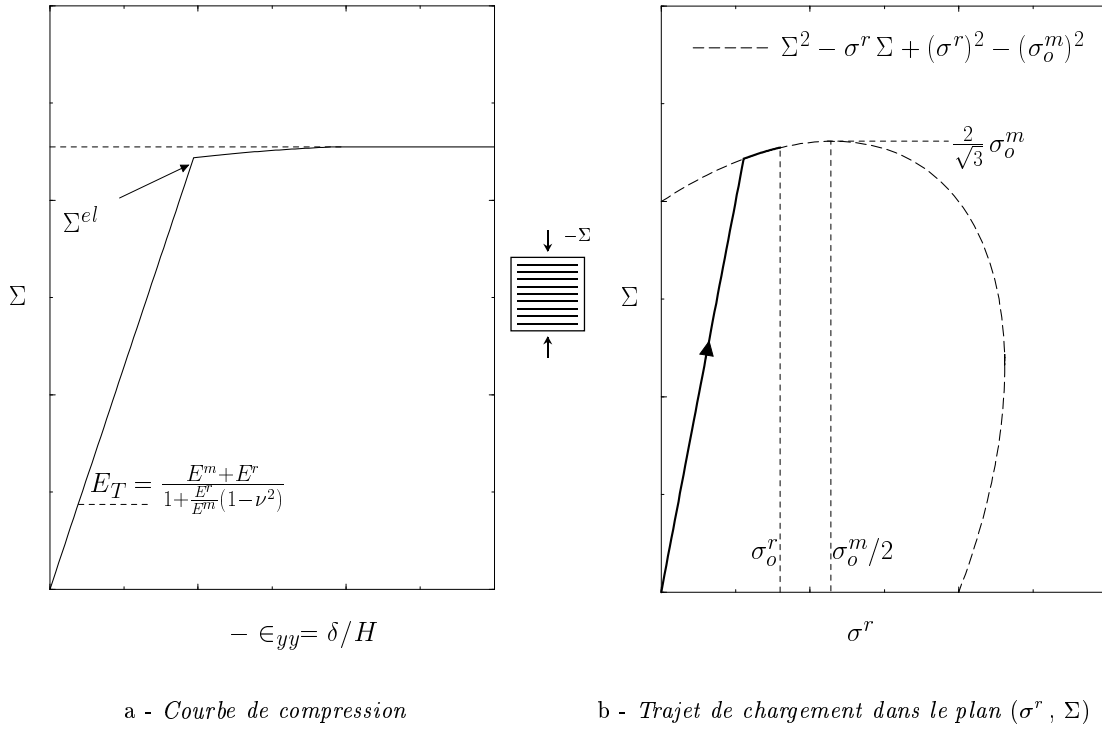 Σ
Σ^{el}
E_T = \frac{E^m+E^r}{1+\frac{E^r}{E^m}(1-ν^2)}
− ∈_{yy}= δ/H
a - Courbe de compression
−Σ
----- Σ^2 − σ^r Σ + (σ^r)^2 − (σ_o^m)^2
\frac{2}{\sqrt{3}} σ_o^m
Σ
σ_o^r
σ_o^m/2
σ^r
b - Trajet de chargement dans le plan (σ^r , Σ)